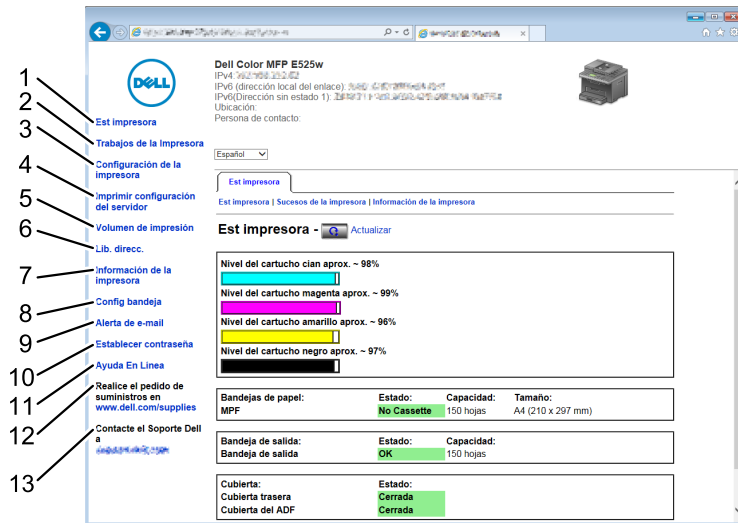 DELL
Dell Color MFP E525w
IPv4:
IPv6 (dirección local del enlace):
IPv6(Dirección sin estado 1):
Ubicación:
Persona de contacto:
Español
1
2
3
4
5
6
7
8
9
10
11
12
13
Est impresora
Trabajos de la Impresora
Configuración de la
impresora
Imprimir configuración
del servidor
Volumen de impresión
Lib. direcc.
Información de la
impresora
Config bandeja
Alerta de e-mail
Establecer contraseña
Ayuda En Línea
Realice el pedido de
suministros en
www.dell.com/supplies
Contacte el Soporte Dell
a
Est impresora
Est impresora | Sucesos de la impresora | Información de la impresora
Est impresora - Actualizar
Nivel del cartucho cian aprox. ~ 98%
Nivel del cartucho magenta aprox. ~ 99%
Nivel del cartucho amarillo aprox. ~ 96%
Nivel del cartucho negro aprox. ~ 97%
Bandejas de papel: Estado: Capacidad: Tamaño:
MPF No Cassette 150 hojas A4 (210 x 297 mm)
Bandeja de salida: Estado: Capacidad:
Bandeja de salida OK 150 hojas
Cubierta: Estado:
Cubierta trasera Cerrada
Cubierta del ADF Cerrada